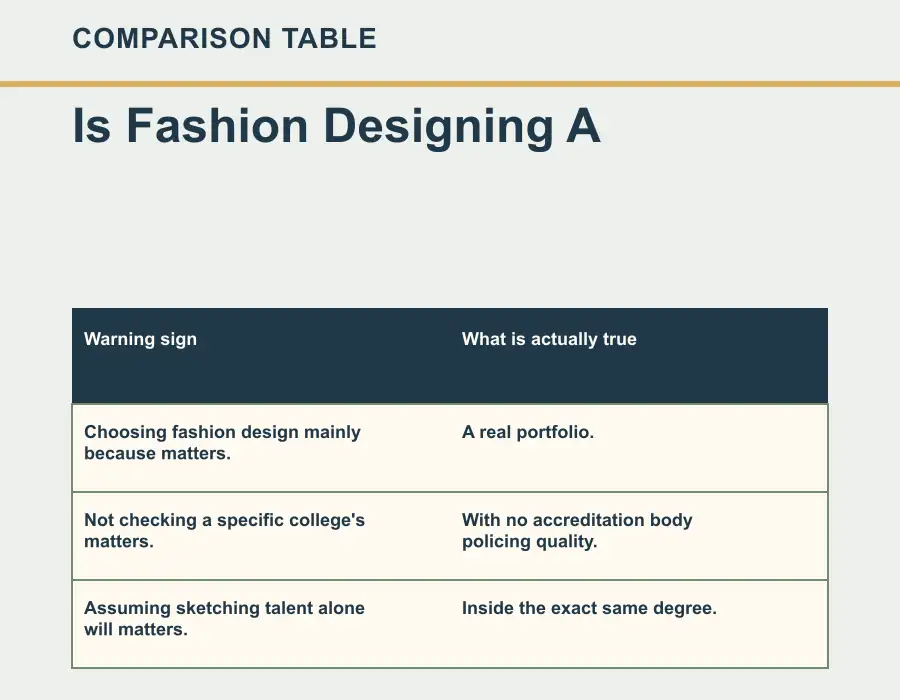 COMPARISON TABLE
Is Fashion Designing A
Warning sign
What is actually true
Choosing fashion design mainly
because matters.
A real portfolio.
Not checking a specific college's
matters.
With no accreditation body
policing quality.
Assuming sketching talent alone
will matters.
Inside the exact same degree.